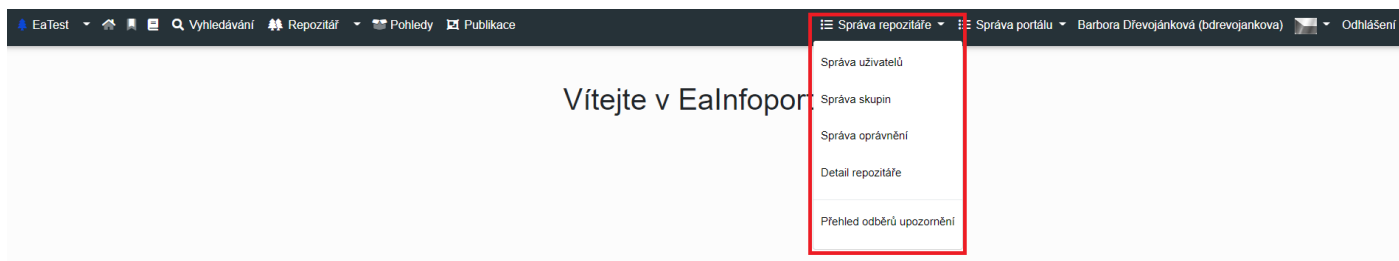 EaTest Vyhledávání Repozitář Pohledy Publikace Správa repozitáře Správa portálu Barbora Dřevojánková (bdrevojankova) Odhlášení
Správa uživatelů
Vítejte v EaInfoport
Správa skupin
Správa oprávnění
Detail repozitáře
Přehled odběrů upozornění